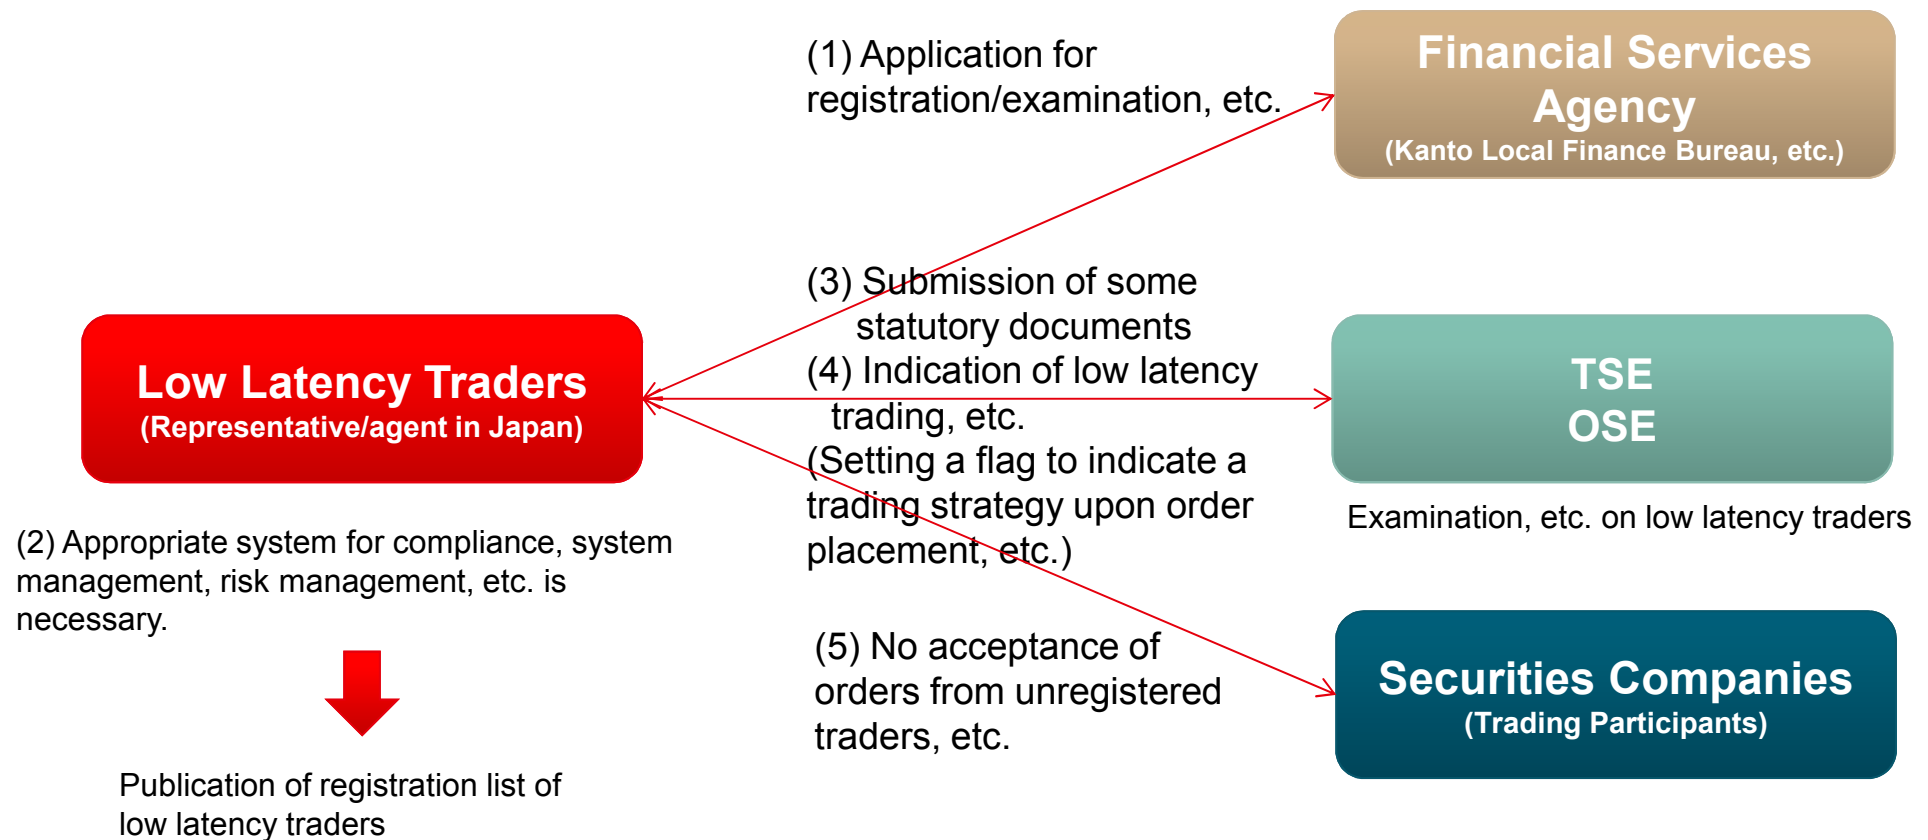 (1) Application for
registration/examination, etc.
Financial Services
Agency
(Kanto Local Finance Bureau, etc.)
(3) Submission of some
statutory documents
(4) Indication of low latency
trading, etc.
(Setting a flag to indicate a
trading strategy upon order
placement, etc.)
Low Latency Traders
(Representative/agent in Japan)
TSE
OSE
Examination, etc. on low latency traders
(2) Appropriate system for compliance, system
management, risk management, etc. is
necessary.
(5) No acceptance of
orders from unregistered
traders, etc.
Securities Companies
(Trading Participants)
Publication of registration list of
low latency traders